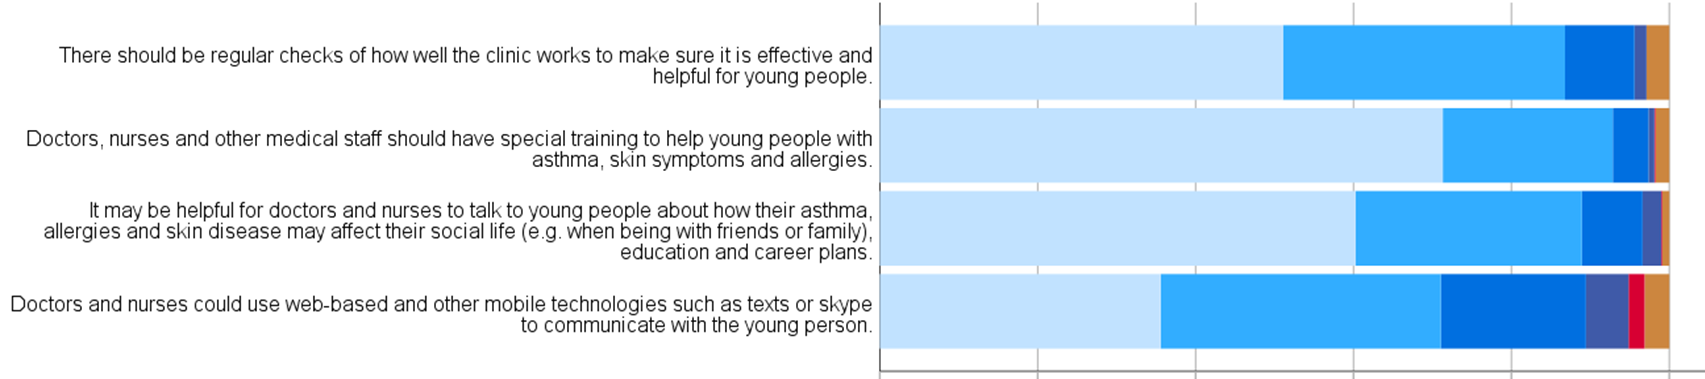 There should be regular checks of how well the clinic works to make sure it is effective and
helpful for young people.
Doctors, nurses and other medical staff should have special training to help young people with
asthma, skin symptoms and allergies.
It may be helpful for doctors and nurses to talk to young people about how their asthma,
allergies and skin disease may affect their social life (e.g. when being with friends or family),
education and career plans.
Doctors and nurses could use web-based and other mobile technologies such as texts or skype
to communicate with the young person.